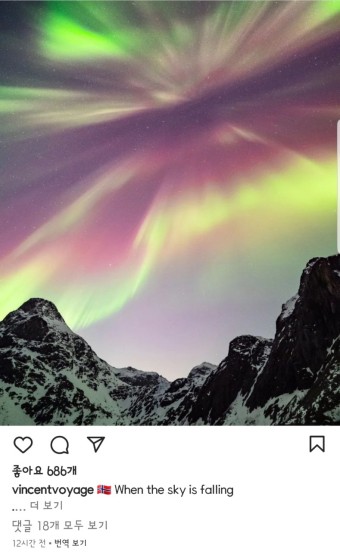 좋아요 686개
vincentvoyage 🇳🇴 When the sky is falling
.... 더 보기
댓글 18개 모두 보기
12시간 전 • 번역 보기